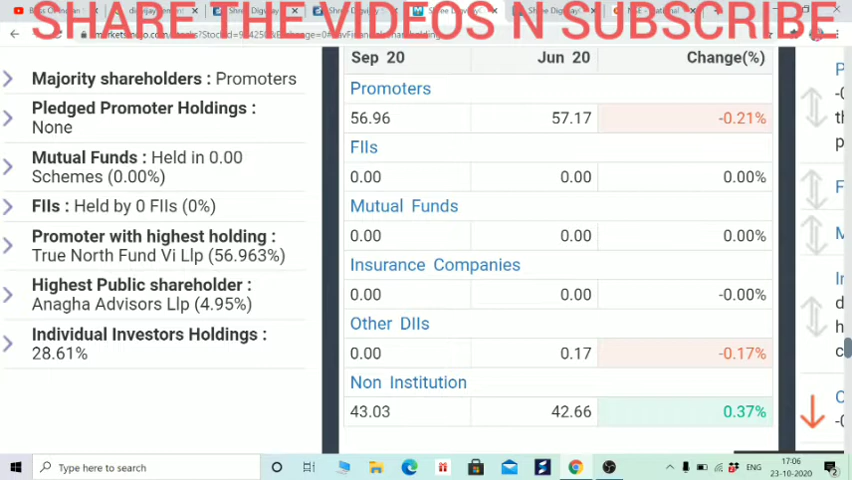 SHARE THE VIDEOS N SUBSCRIBE
Sep 20 Jun 20 Change(%)
Majority shareholders : Promoters
Pledged Promoter Holdings :
None
Mutual Funds : Held in 0.00
Schemes (0.00%)
FIIs : Held by 0 FIIs (0%)
Promoter with highest holding :
True North Fund Vi Llp (56.963%)
Highest Public shareholder :
Anagha Advisors Llp (4.95%)
Individual Investors Holdings :
28.61%
Promoters
56.96 57.17 -0.21%
FIIs
0.00 0.00 0.00%
Mutual Funds
0.00 0.00 0.00%
Insurance Companies
0.00 0.00 -0.00%
Other DIIs
0.00 0.17 -0.17%
Non Institution
43.03 42.66 0.37%
Type here to search
ENG
17:06
23-10-2020